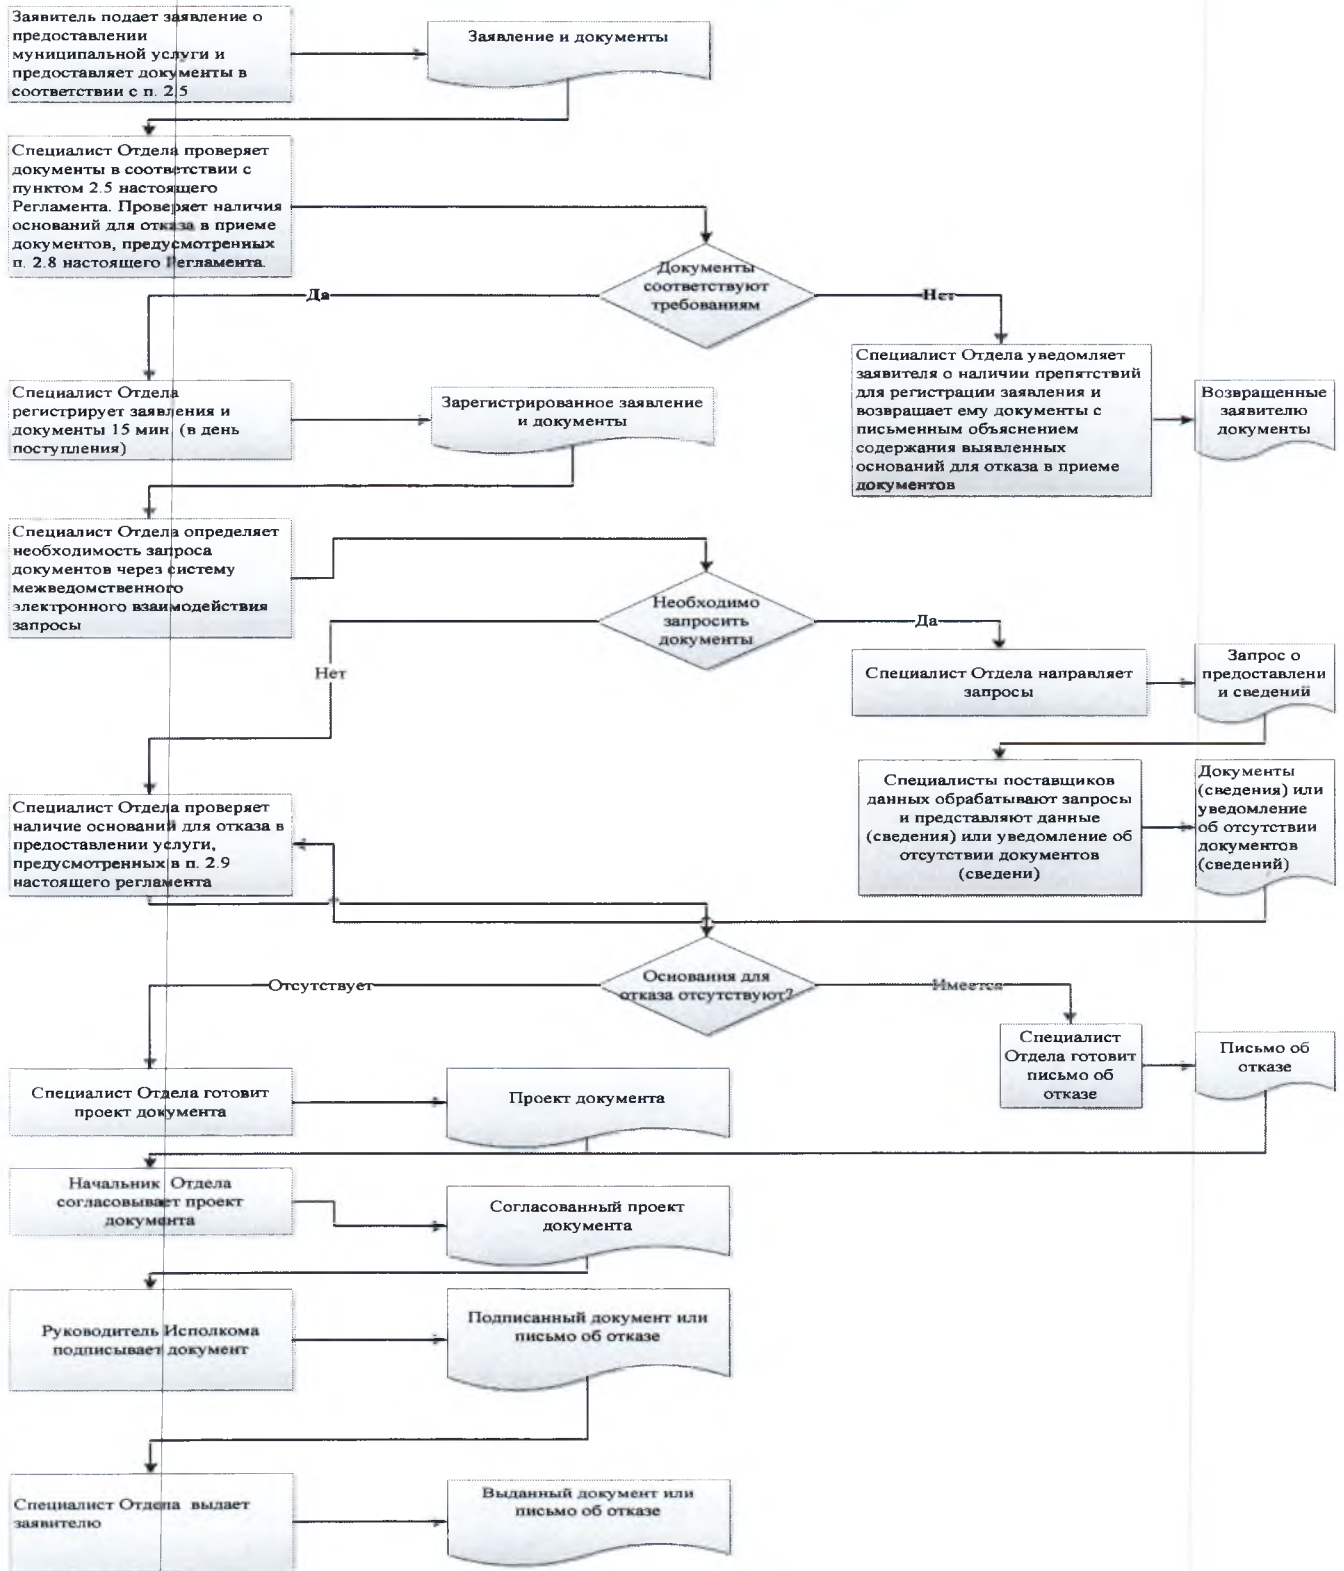 Заявитель подает заявление о
предоставлении
муниципальной услуги и
предоставляет документы в
соответствии с п. 2.5
Заявление и документы
Специалист Отдела проверяет
документы в соответствии с
пунктом 2.5 настоящего
Регламента. Проверяет наличия
оснований для отказа в приеме
документов, предусмотренных
п. 2.8 настоящего Регламента.
Документы
соответствуют
требованиям
Да
Нет
Специалист Отдела
регистрирует заявления и
документы 15 мин. (в день
поступления)
Зарегистрированное заявление
и документы
Специалист Отдела уведомляет
заявителя о наличии препятствий
для регистрации заявления и
возвращает ему документы с
письменным объяснением
содержания выявленных
оснований для отказа в приеме
документов
Возвращенные
заявителю
документы
Специалист Отдела определяет
необходимость запроса
документов через систему
межведомственного
электронного взаимодействия
запросы
Необходимо
запросить
документы
Да
Нет
Специалист Отдела направляет
запросы
Запрос о
предоставлени
и сведений
Специалисты поставщиков
данных обрабатывают запросы
и представляют данные
(сведения) или уведомление об
отсутствии документов
(сведени)
Документы
(сведения) или
уведомление
об отсутствии
документов
(сведений)
Специалист Отдела проверяет
наличие оснований для отказа в
предоставлении услуги,
предусмотренных в п. 2.9
настоящего регламента
Основания для
отказа отсутствуют?
Отсутствует
Имеется
Специалист
Отдела готовит
письмо об
отказе
Письмо об
отказе
Специалист Отдела готовит
проект документа
Проект документа
Начальник Отдела
согласовывает проект
документа
Согласованный проект
документа
Руководитель Исполкома
подписывает документ
Подписанный документ или
письмо об отказе
Специалист Отдела выдает
заявителю
Выданный документ или
письмо об отказе